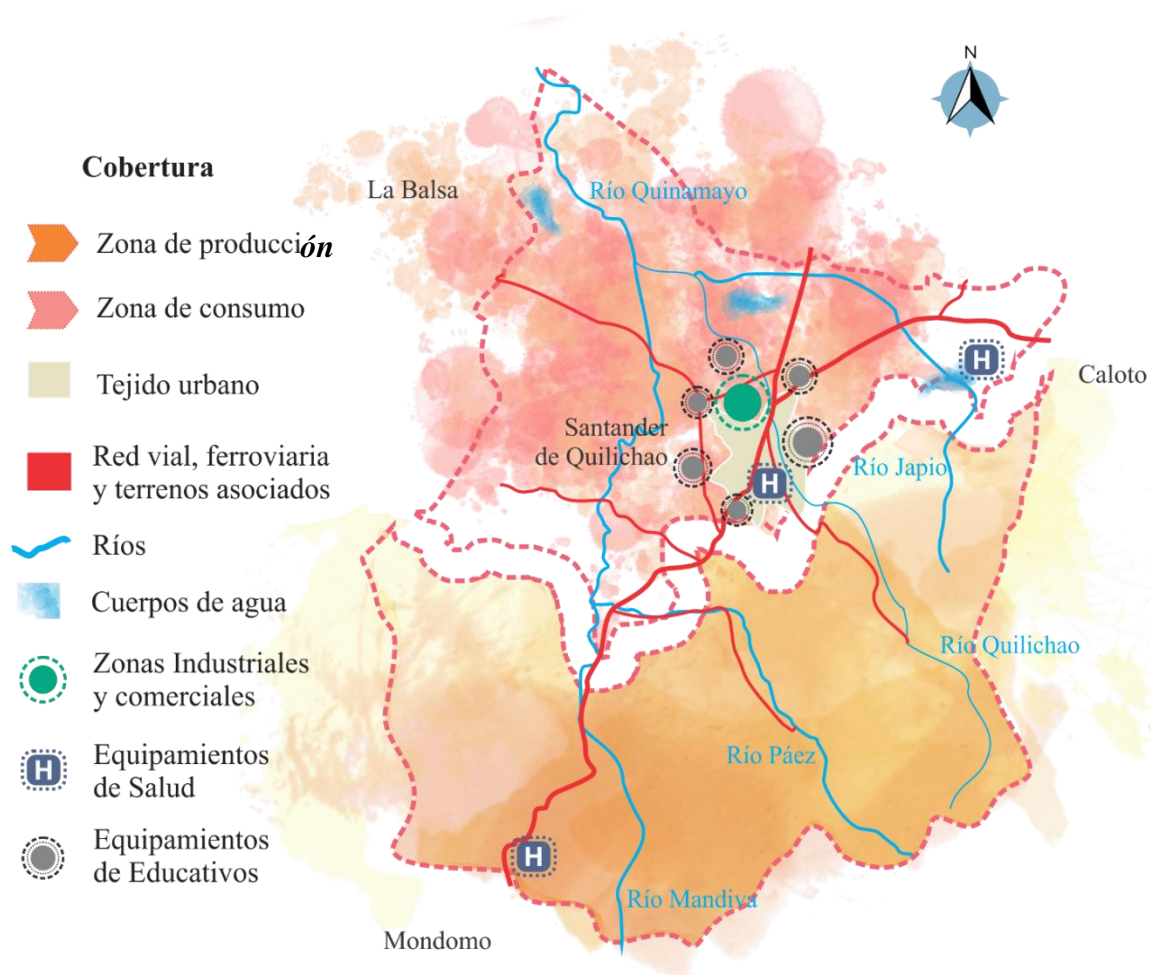 N
Cobertura
Zona de producción
Zona de consumo
Tejido urbano
Red vial, ferroviaria
y terrenos asociados
Ríos
Cuerpos de agua
Zonas Industriales
y comerciales
H
Equipamientos
de Salud
Equipamientos
de Educativos
La Balsa
Río Quinamayo
H
Caloto
Santander
de Quilichao
Río Japio
H
Río Quilichao
Río Páez
H
Río Mandiva
Mondomo